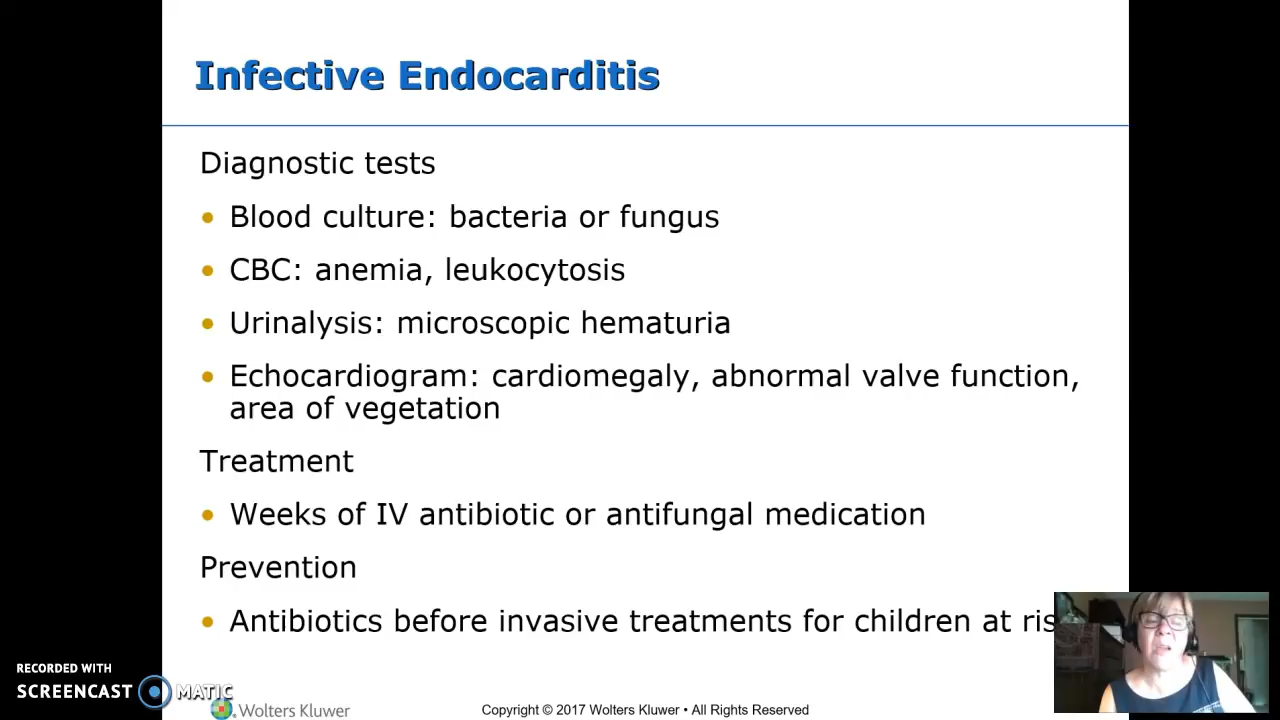 Infective Endocarditis
Diagnostic tests
• Blood culture: bacteria or fungus
• CBC: anemia, leukocytosis
• Urinalysis: microscopic hematuria
• Echocardiogram: cardiomegaly, abnormal valve function,
area of vegetation
Treatment
• Weeks of IV antibiotic or antifungal medication
Prevention
• Antibiotics before invasive treatments for children at
RECORDED WITH
SCREENCAST MATIC
Wolters Kluwer
Copyright © 2017 Wolters Kluwer • All Rights Reserved